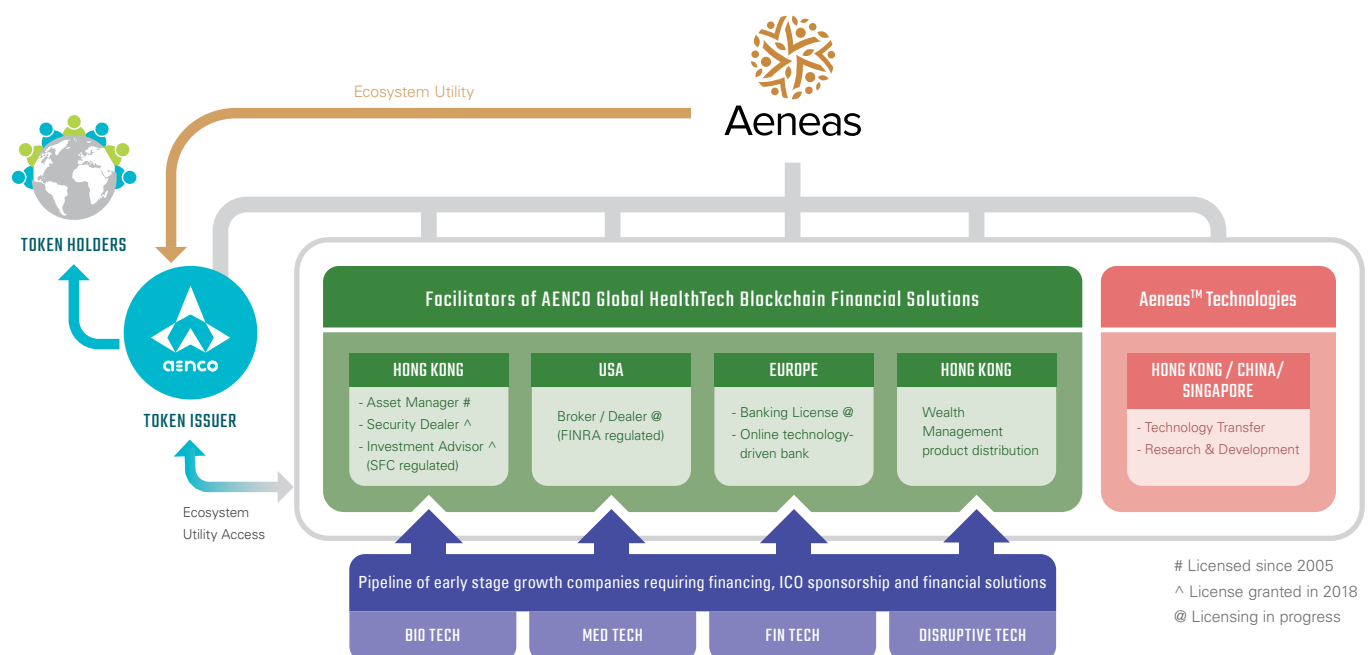 Ecosystem Utility
Aeneas
TOKEN HOLDERS
aenco
TOKEN ISSUER
Ecosystem
Utility Access
Facilitators of AENCO Global HealthTech Blockchain Financial Solutions
HONG KONG
- Asset Manager #
- Security Dealer ^
- Investment Advisor ^
(SFC regulated)
USA
Broker / Dealer @
(FINRA regulated)
EUROPE
- Banking License @
- Online technology-
driven bank
HONG KONG
Wealth
Management
product distribution
Aeneas™ Technologies
HONG KONG / CHINA/
SINGAPORE
- Technology Transfer
- Research & Development
Pipeline of early stage growth companies requiring financing, ICO sponsorship and financial solutions
BIO TECH
MED TECH
FIN TECH
DISRUPTIVE TECH
# Licensed since 2005
^ License granted in 2018
@ Licensing in progress